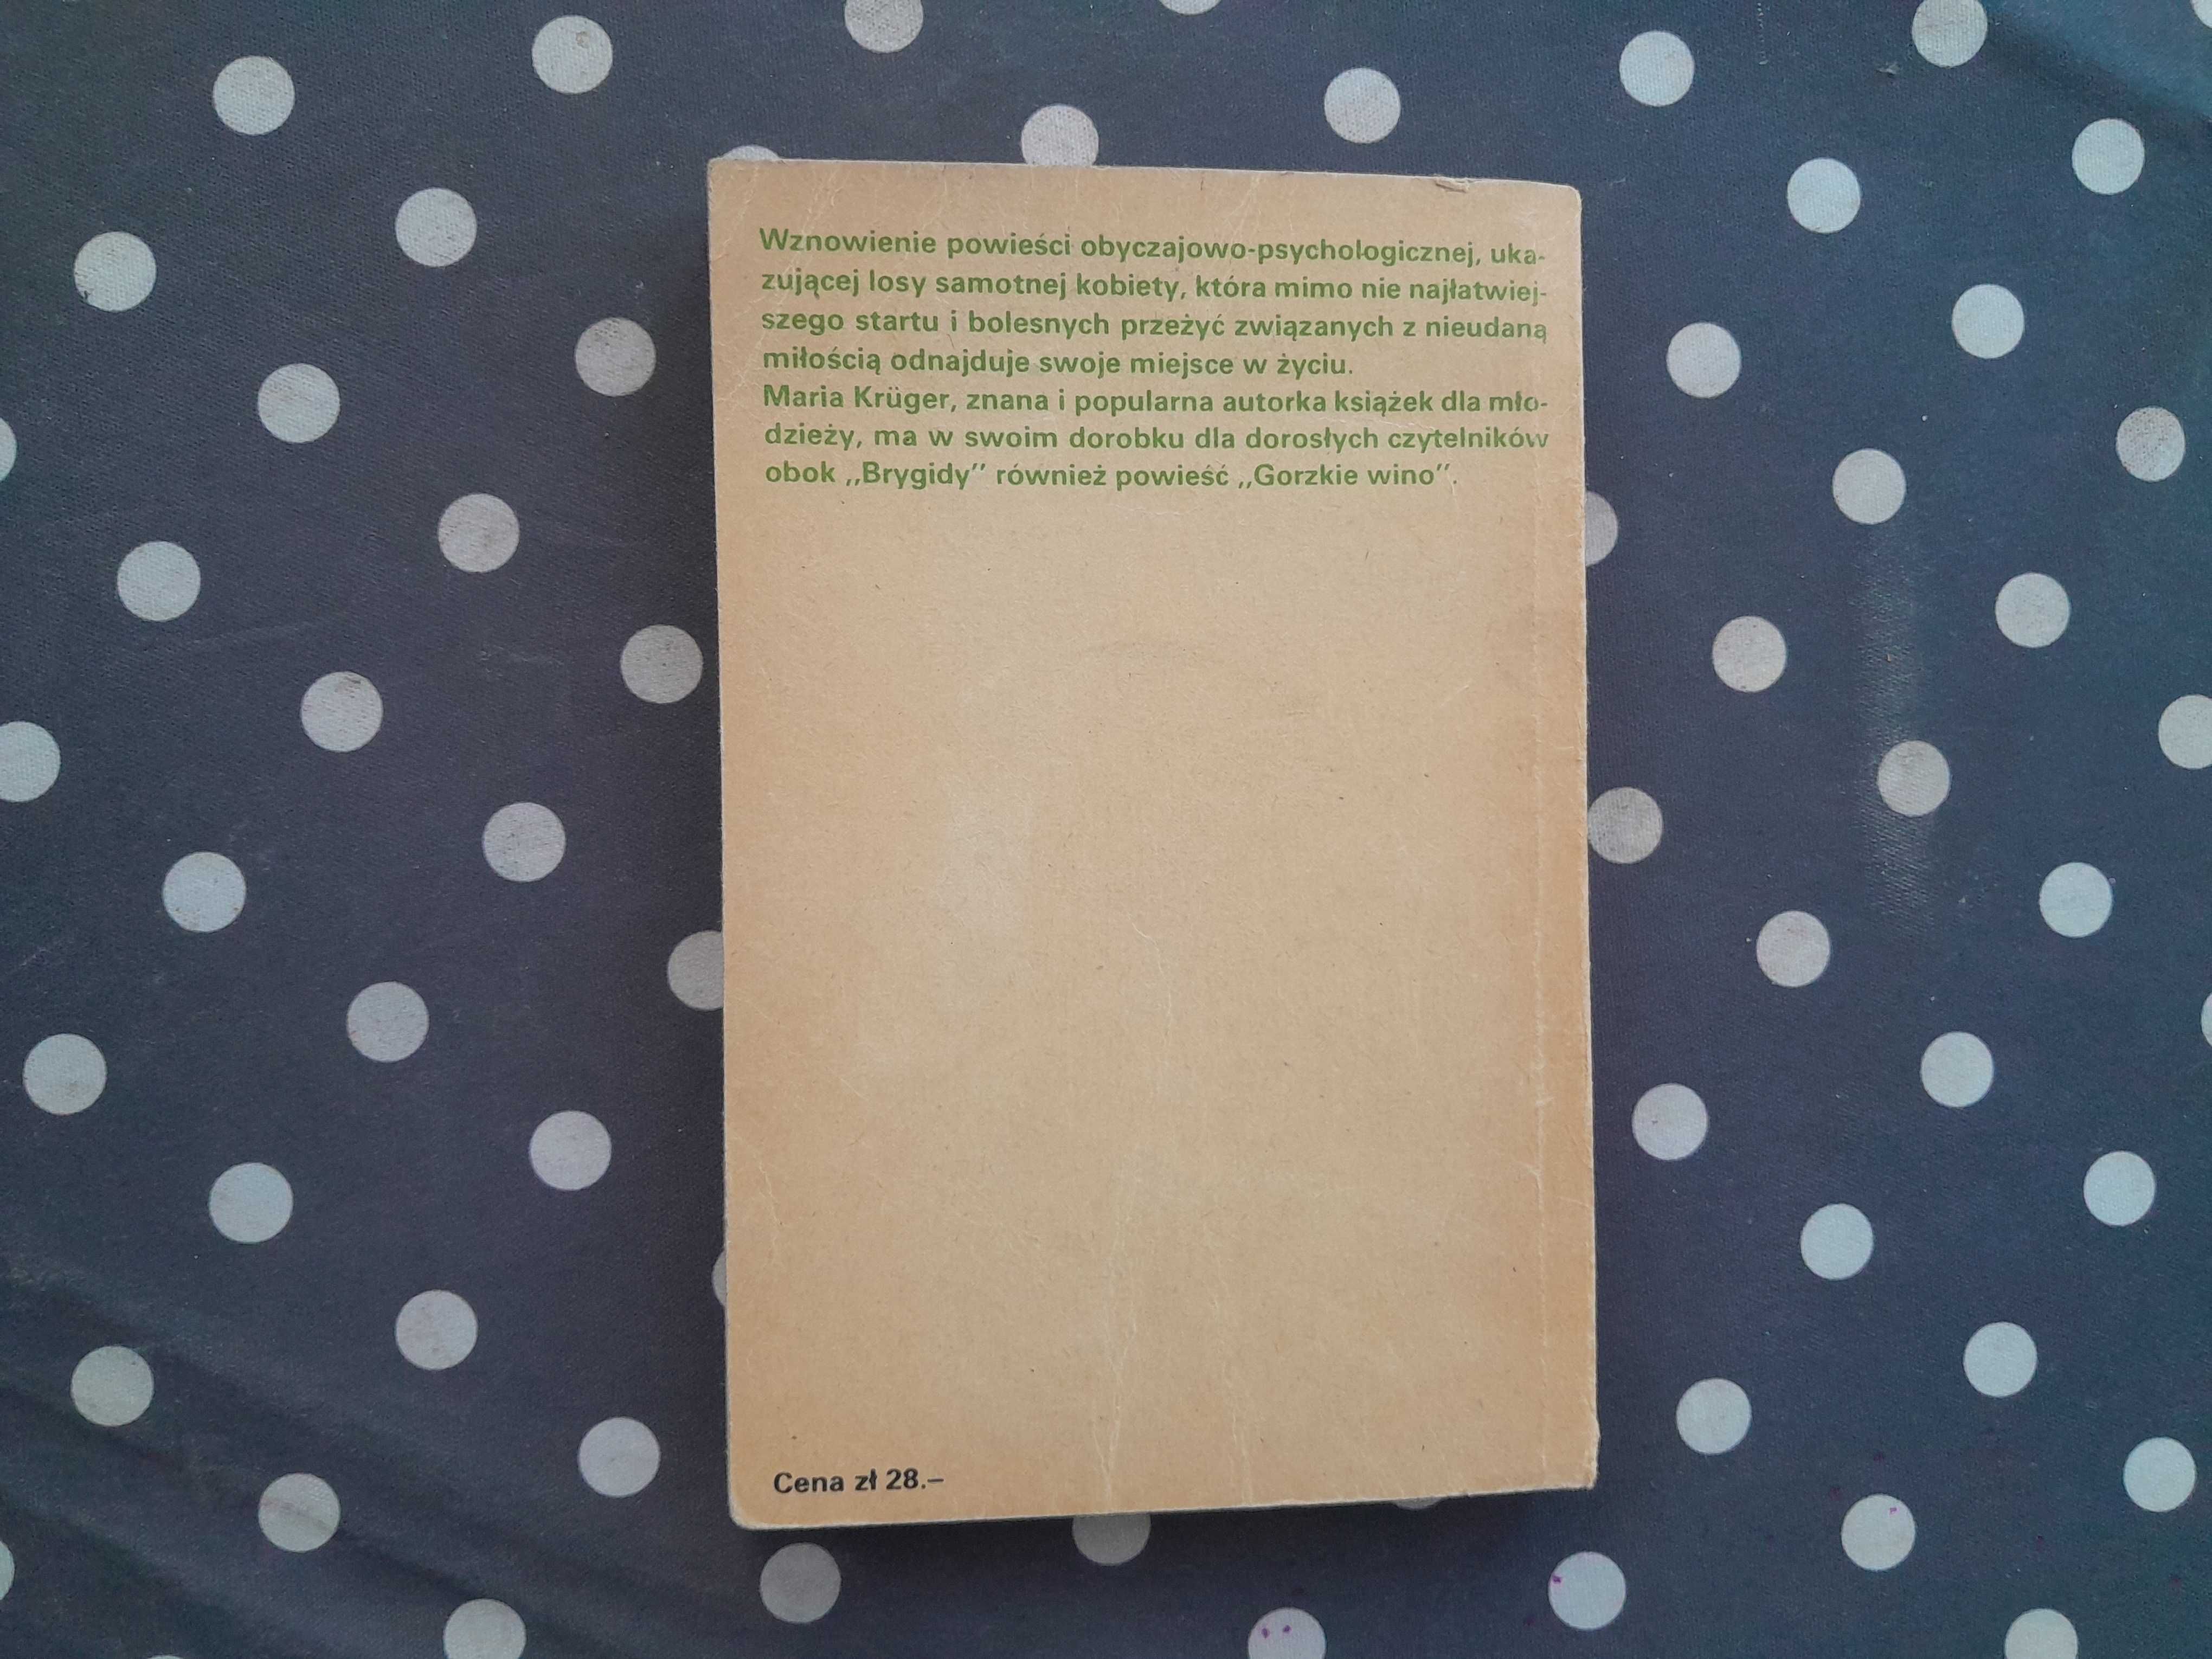 Wznowienie powieści obyczajowo-psychologicznej, uka-
zującej losy samotnej kobiety, która mimo nie najłatwiej-
szego startu i bolesnych przeżyć związanych z nieudaną
miłością odnajduje swoje miejsce w życiu.
Maria Krüger, znana i popularna autorka książek dla mło-
dzieży, ma w swoim dorobku dla dorosłych czytelników
obok ,,Brygidy" również powieść ,,Gorzkie wino".
Cena zł 28.–